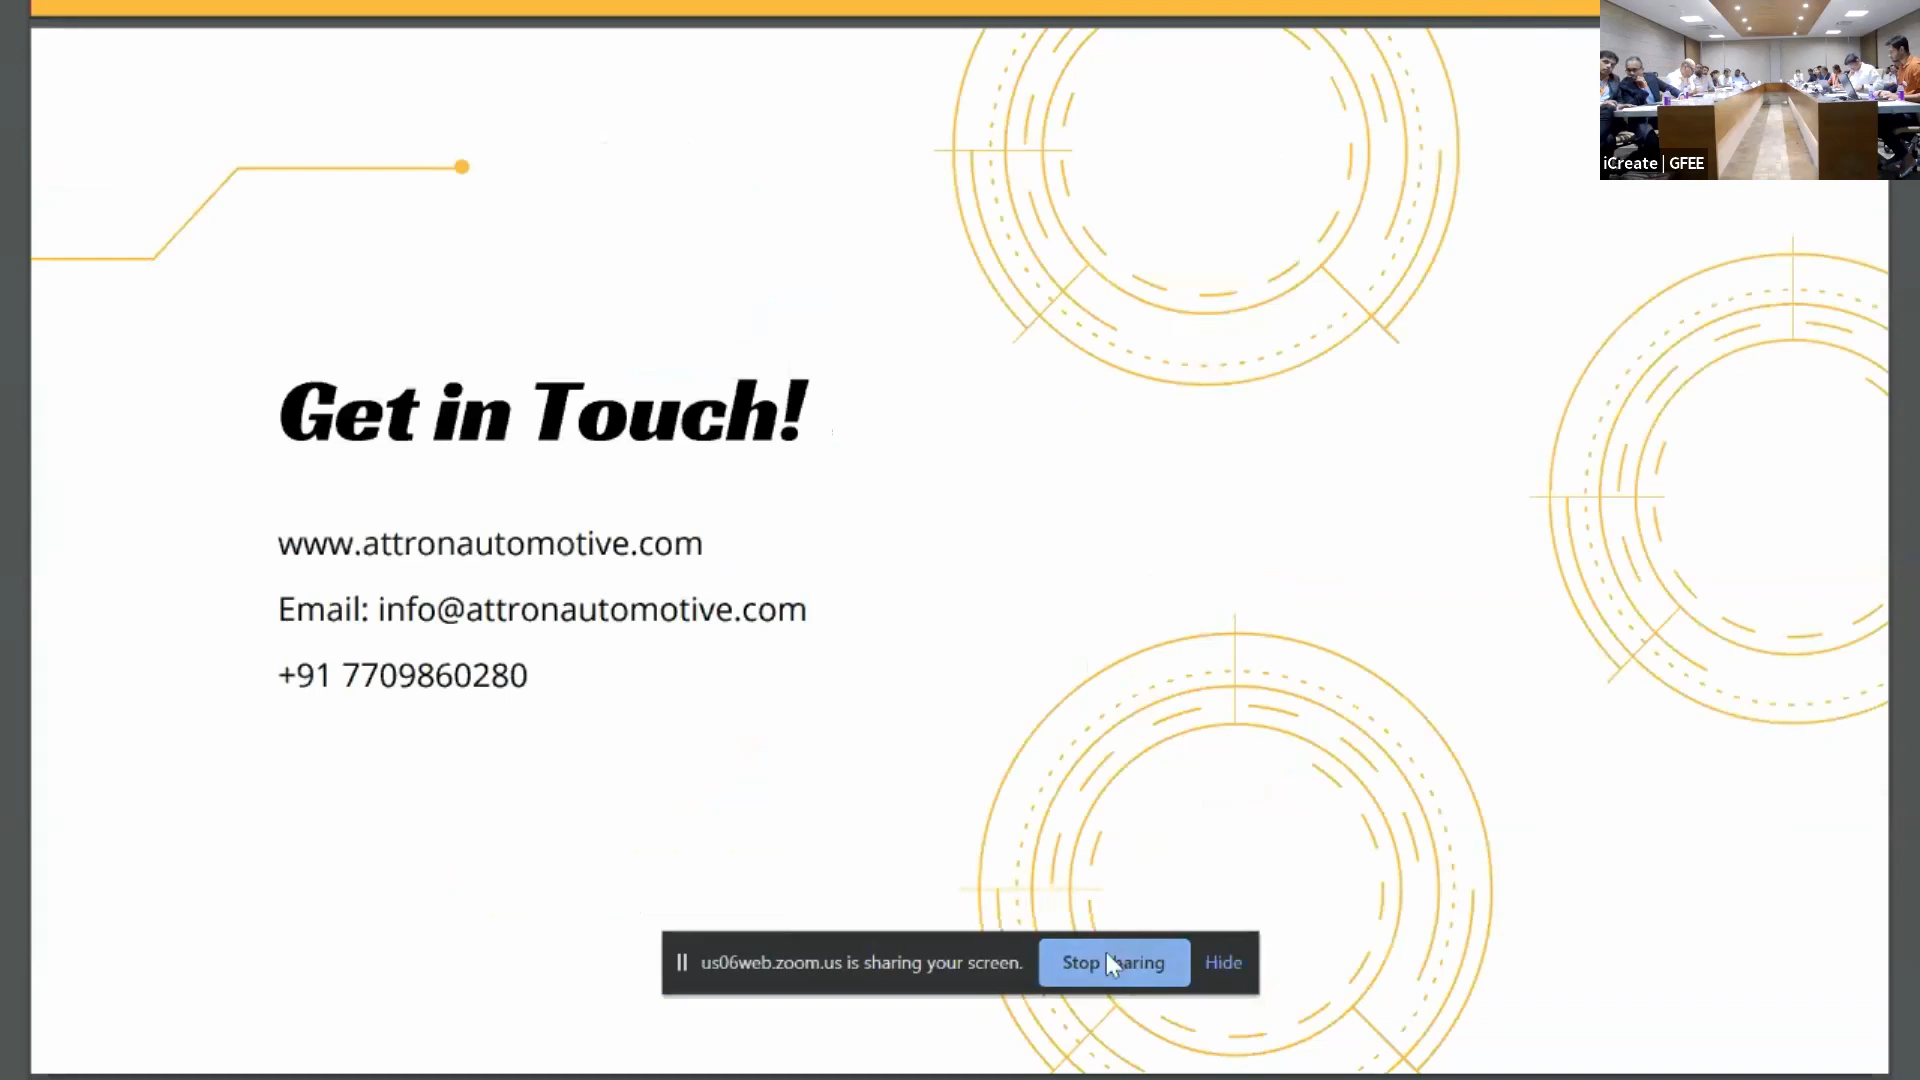 iCreate | GFEE
Get in Touch!
www.attronautomotive.com
Email: info@attronautomotive.com
+91 7709860280
us06web.zoom.us is sharing your screen.
Stop sharing
Hide